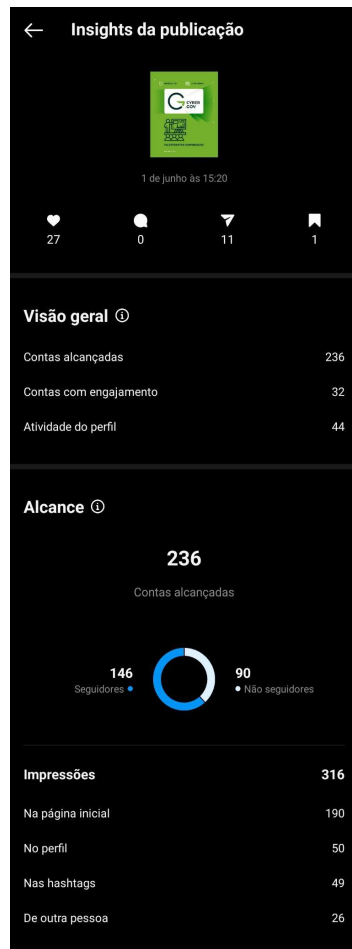 Insights da publicação
CYBER
.GOV
1 de junho às 15:20
27
0
11
1
Visão geral
Contas alcançadas 236
Contas com engajamento 32
Atividade do perfil 44
Alcance
236
Contas alcançadas
146
Seguidores
90
Não seguidores
Impressões 316
Na página inicial 190
No perfil 50
Nas hashtags 49
De outra pessoa 26